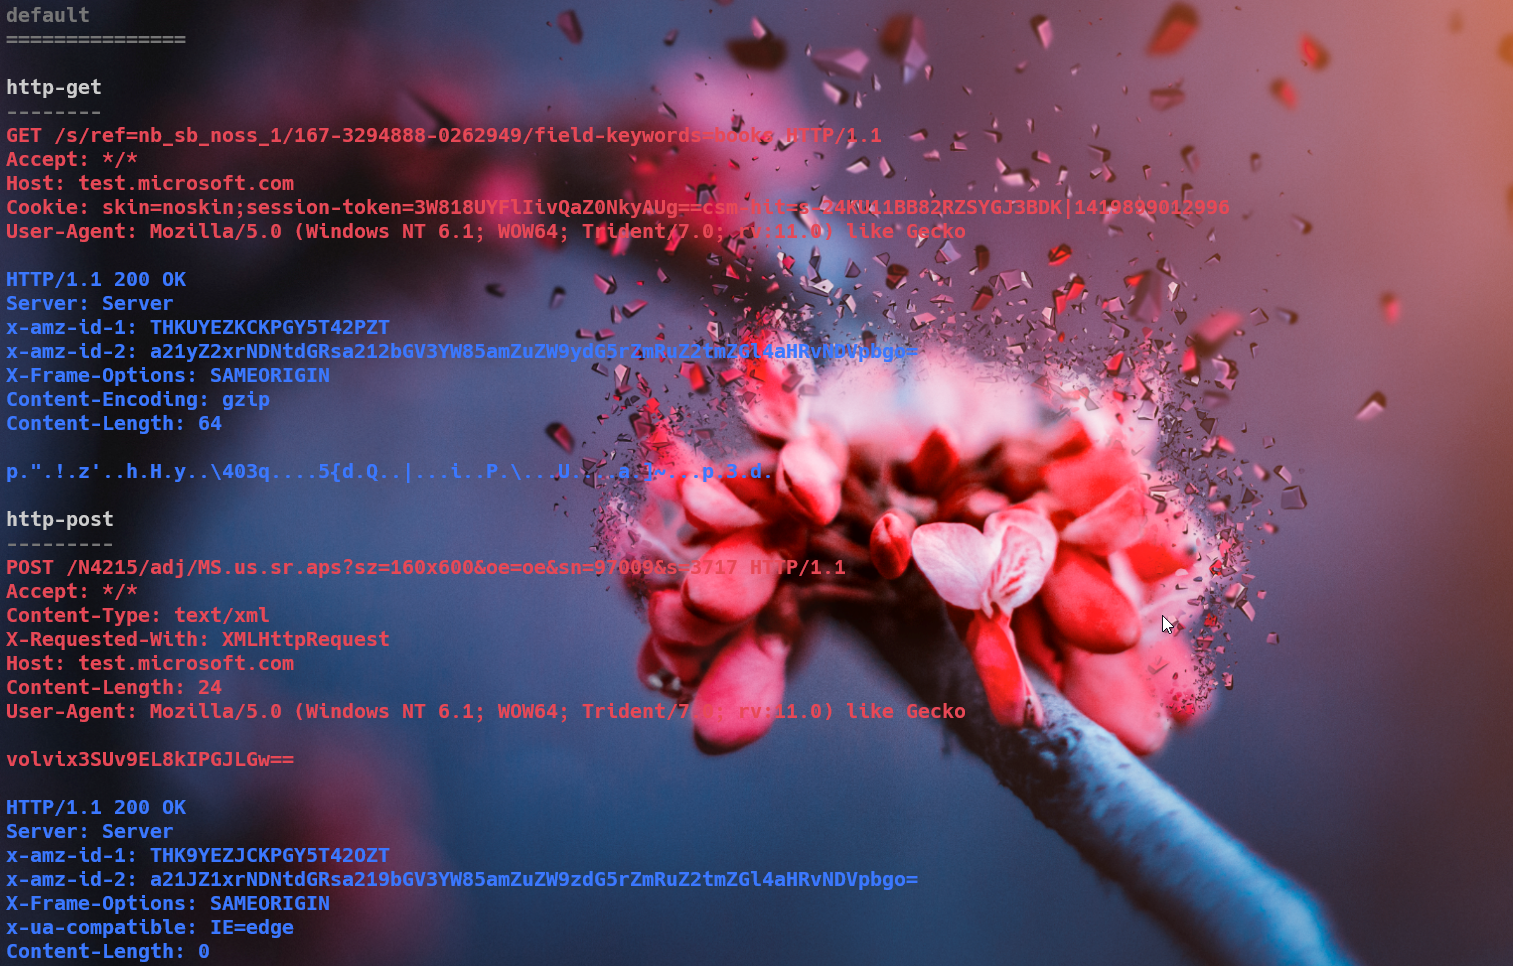 default
===============
http-get
--------
GET /s/ref=nb_sb_noss_1/167-3294888-0262949/field-keywords=books HTTP/1.1
Accept: */*
Host: test.microsoft.com
Cookie: skin=noskin;session-token=3W818UYFlIivQaZ0NkyAUg==csm-hit=s-24KU11BB82RZSYGJ3BDK|1419899012996
User-Agent: Mozilla/5.0 (Windows NT 6.1; WOW64; Trident/7.0; rv:11.0) like Gecko
HTTP/1.1 200 OK
Server: Server
x-amz-id-1: THKUYEZKCKPGY5T42PZT
x-amz-id-2: a21yZ2xrNDNtdGRsa212bGV3YW85amZuZW9ydG5rZmRuZ2tmZGl4aHRvNDVpbgo=
X-Frame-Options: SAMEORIGIN
Content-Encoding: gzip
Content-Length: 64
p.".!.z'..h.H.y..\403q....5{d.Q..|...i..P.\...U....a.]~...p.3.d.
http-post
---------
POST /N4215/adj/MS.us.sr.aps?sz=160x600&oe=oe&sn=97009&s=3717 HTTP/1.1
Accept: */*
Content-Type: text/xml
X-Requested-With: XMLHttpRequest
Host: test.microsoft.com
Content-Length: 24
User-Agent: Mozilla/5.0 (Windows NT 6.1; WOW64; Trident/7.0; rv:11.0) like Gecko
volvix3SUv9EL8kIPGJLGw==
HTTP/1.1 200 OK
Server: Server
x-amz-id-1: THK9YEZJCKPGY5T42OZT
x-amz-id-2: a21JZ1xrNDNtdGRsa219bGV3YW85amZuZW9zdG5rZmRuZ2tmZGl4aHRvNDVpbgo=
X-Frame-Options: SAMEORIGIN
x-ua-compatible: IE=edge
Content-Length: 0